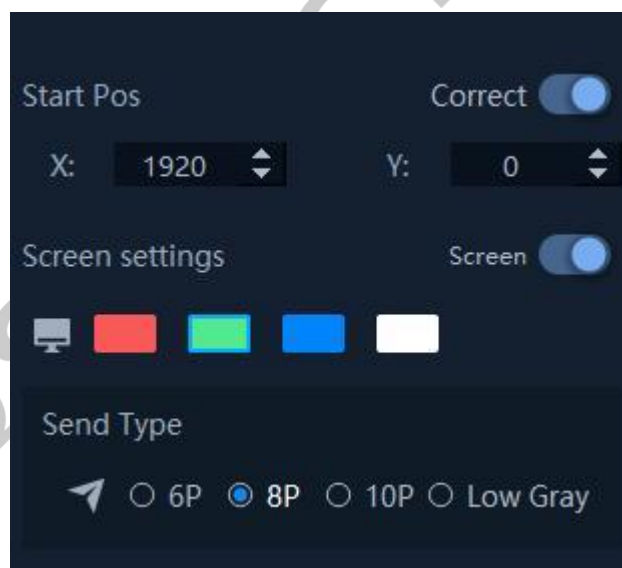 Start Pos Correct
X: 1920 Y: 0
Screen settings Screen
Send Type
6P 8P 10P Low Gray